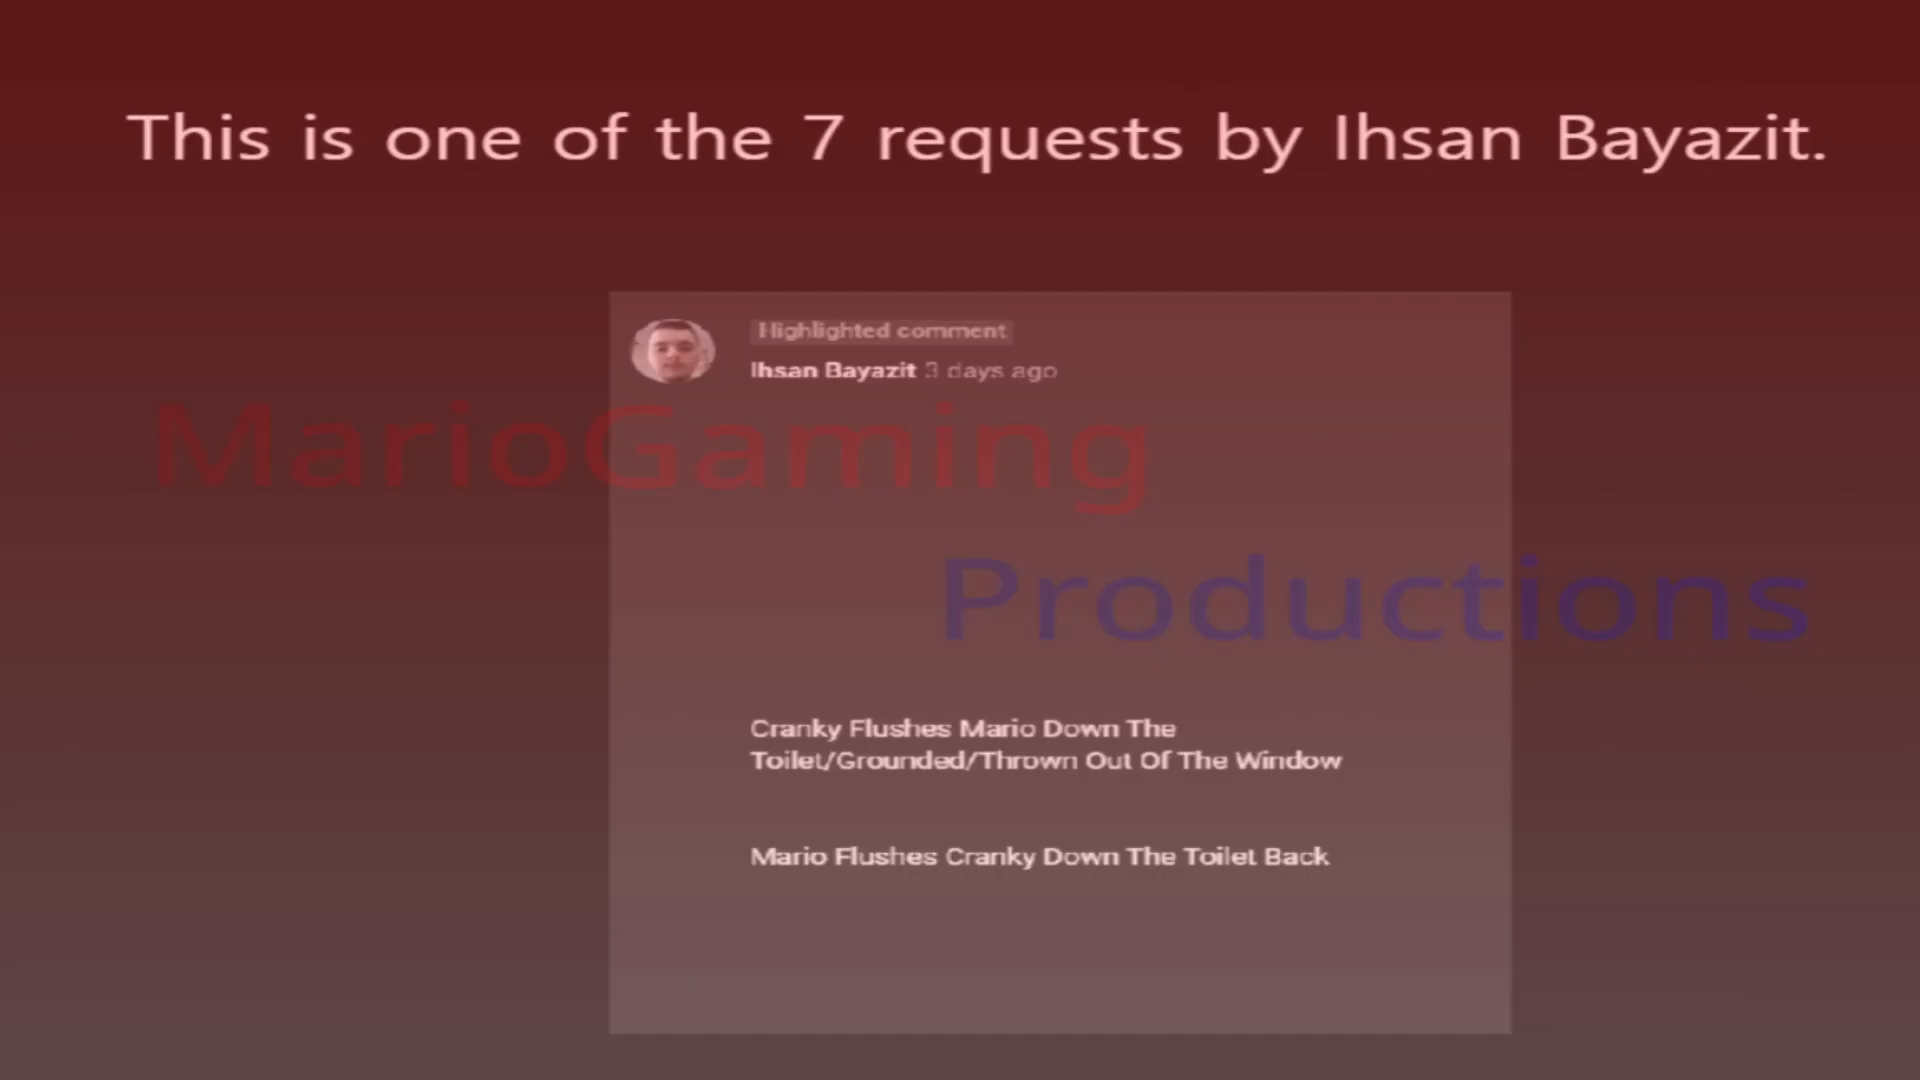 This is one of the 7 requests by Ihsan Bayazit.
Highlighted comment
Ihsan Bayazit 3 days ago
MarioGaming
Productions
Cranky Flushes Mario Down The
Toilet/Grounded/Thrown Out Of The Window
Mario Flushes Cranky Down The Toilet Back